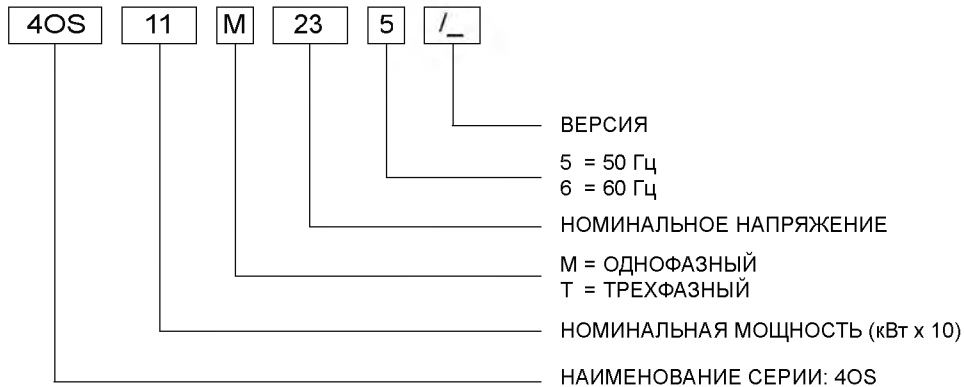 4OS 11 M 23 5 /_
ВЕРСИЯ
5 = 50 Гц
6 = 60 Гц
НОМИНАЛЬНОЕ НАПРЯЖЕНИЕ
М = ОДНОФАЗНЫЙ
Т = ТРЕХФАЗНЫЙ
НОМИНАЛЬНАЯ МОЩНОСТЬ (кВт x 10)
НАИМЕНОВАНИЕ СЕРИИ: 4OS